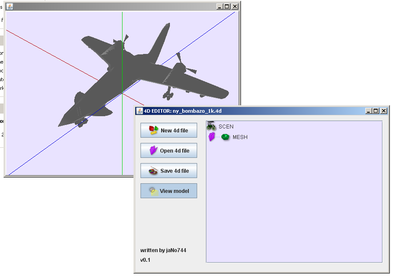 4D EDITOR: ny_bombazo_1k.4d
New 4d file
Open 4d file
Save 4d file
View model
SCEN
MESH
written by jaNo744
v0.1